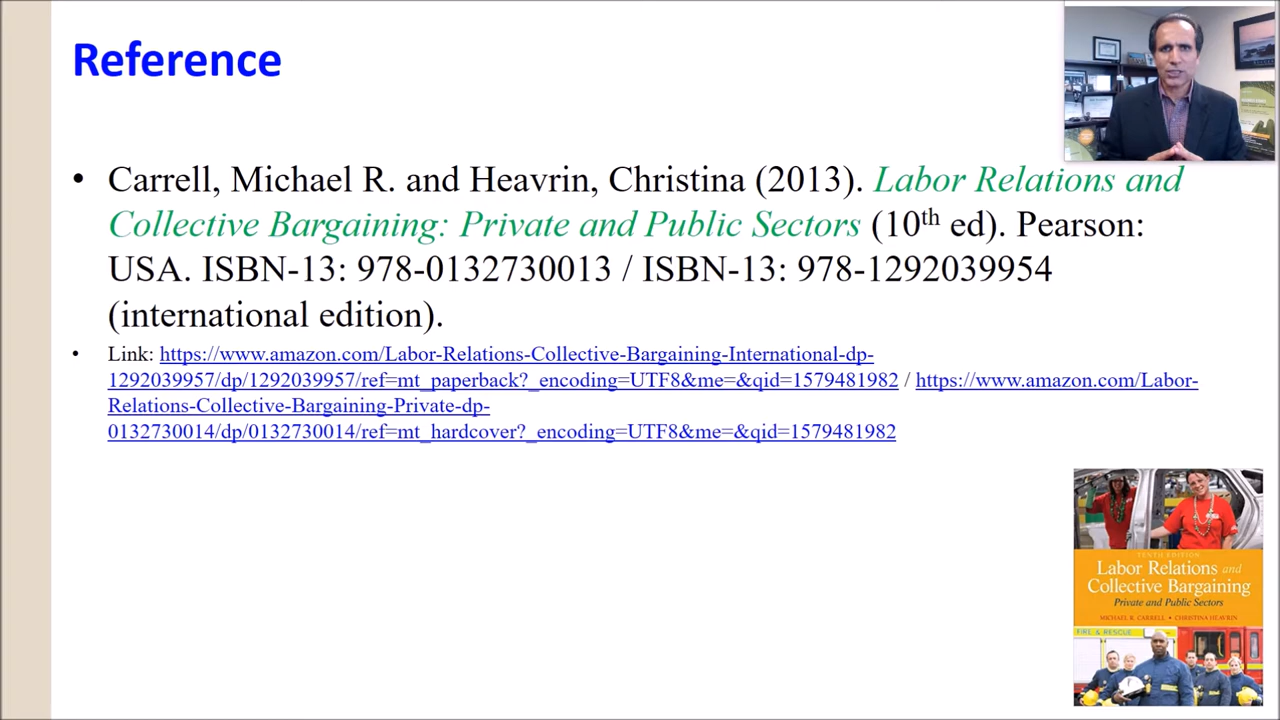 Reference
• Carrell, Michael R. and Heavrin, Christina (2013). Labor Relations and
Collective Bargaining: Private and Public Sectors (10th ed). Pearson:
USA. ISBN-13: 978-0132730013 / ISBN-13: 978-1292039954
(international edition).
• Link: https://www.amazon.com/Labor-Relations-Collective-Bargaining-International-dp-
1292039957/dp/1292039957/ref=mt_paperback?_encoding=UTF8&me=&qid=1579481982 / https://www.amazon.com/Labor-
Relations-Collective-Bargaining-Private-dp-
0132730014/dp/0132730014/ref=mt_hardcover?_encoding=UTF8&me=&qid=1579481982
TENTH EDITION
Labor Relations and
Collective Bargaining
Private and Public Sectors
MICHAEL R. CARRELL • CHRISTINA HEAVRIN
FIRE & RESCUE